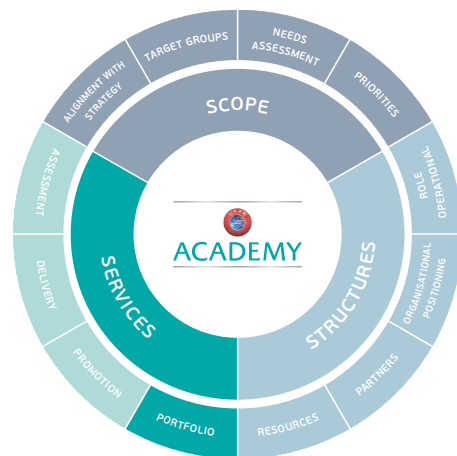 ALIGNMENT WITH
STRATEGY
TARGET GROUPS
NEEDS
ASSESSMENT
PRIORITIES
ROLE
OPERATIONAL
ORGANISATIONAL
POSITIONING
PARTNERS
RESOURCES
PORTFOLIO
PROMOTION
DELIVERY
ASSESSMENT
SCOPE
STRUCTURES
SERVICES
UEFA
ACADEMY